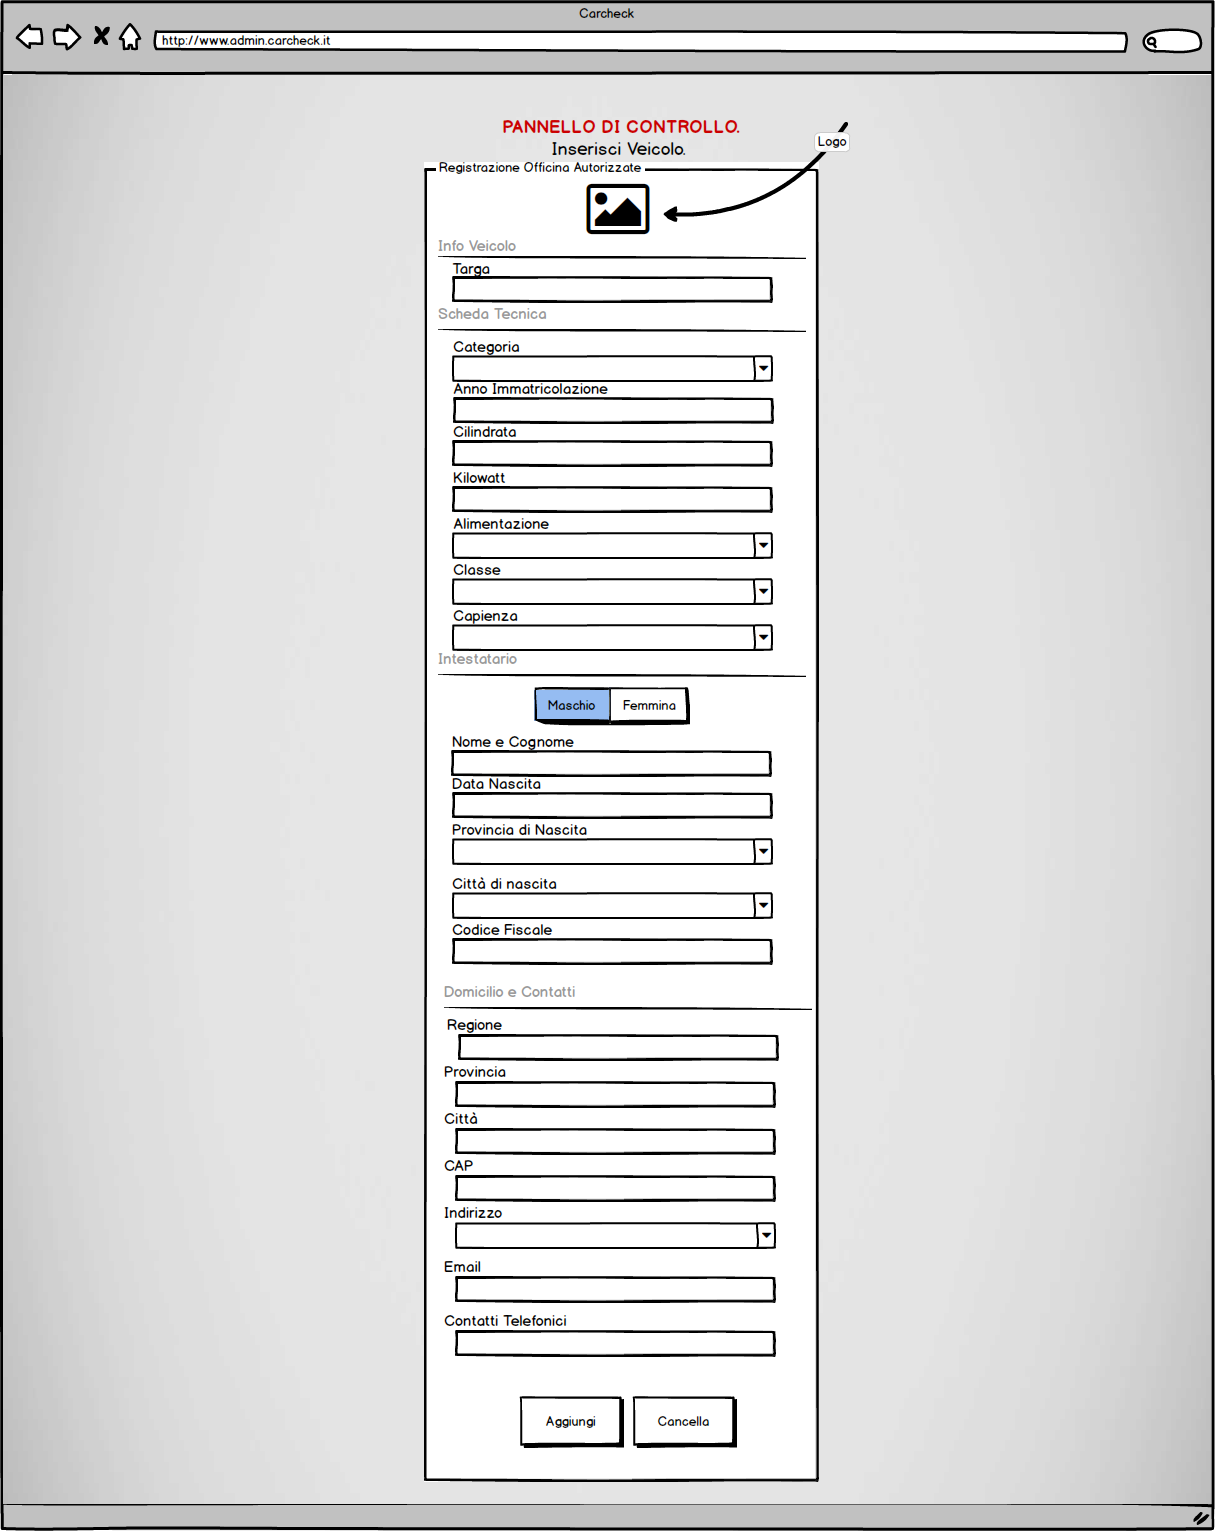 Carcheck
http://www.admin.carcheck.it
PANNELLO DI CONTROLLO.
Logo
Inserisci Veicolo.
Registrazione Officina Autorizzate
Info Veicolo
Targa
Scheda Tecnica
Categoria
Anno Immatricolazione
Cilindrata
Kilowatt
Alimentazione
Classe
Capienza
Intestatario
Maschio Femmina
Nome e Cognome
Data Nascita
Provincia di Nascita
Città di nascita
Codice Fiscale
Domicilio e Contatti
Regione
Provincia
Città
CAP
Indirizzo
Email
Contatti Telefonici
Aggiungi Cancella